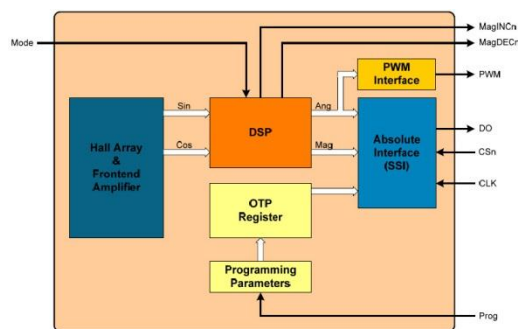 MagINCn
MagDECn
Mode
PWM
Interface
PWM
Sin
DSP
Ang
Hall Array
&
Frontend
Amplifier
Cos
Mag
Absolute
Interface
(SSI)
DO
CSn
CLK
OTP
Register
Programming
Parameters
Prog